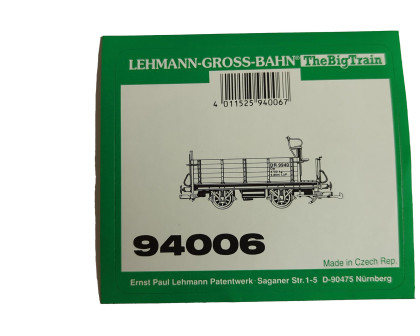 LEHMANN-GROSS-BAHN® TheBigTrain
4 011525 940067
94006
Made in Czech Rep.
Ernst Paul Lehmann Patentwerk · Saganer Str. 1-5 D-90475 Nürnberg